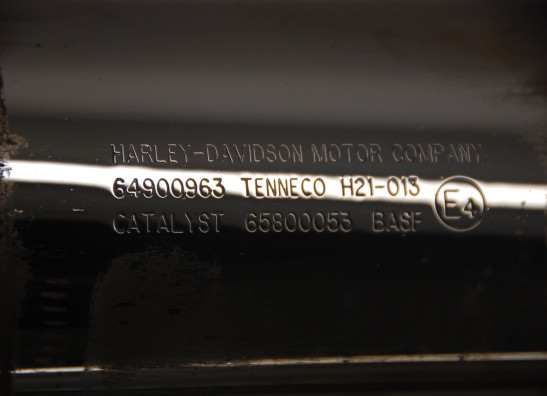 HARLEY-DAVIDSON MOTOR COMPANY
64900963 TENNECO H21-013
CATALYST 65800053 BASF E4